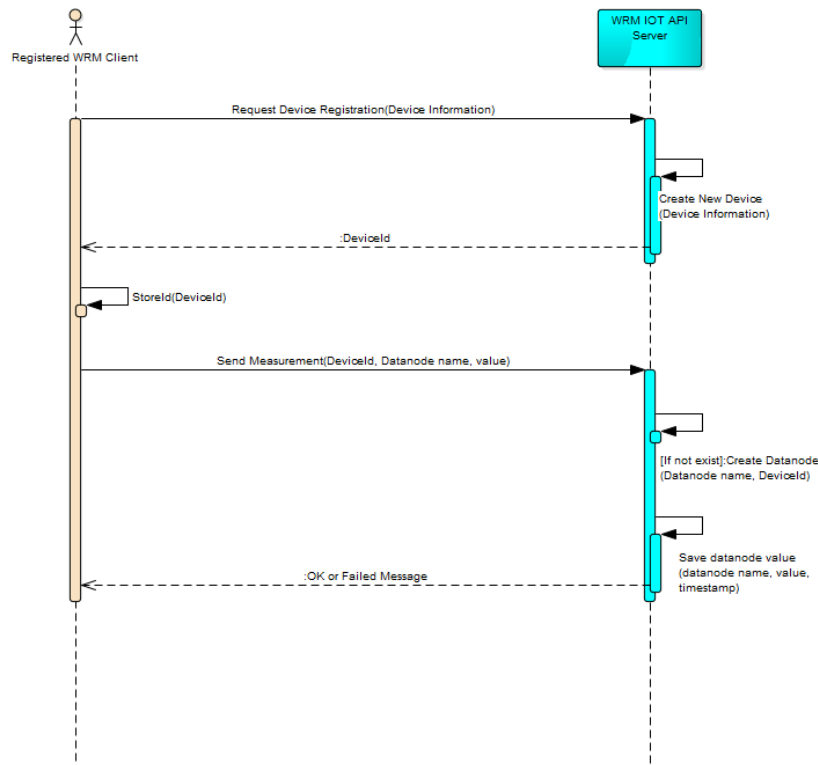 WRM IOT API
Server
Registered WRM Client
Request Device Registration(Device Information)
Create New Device
(Device Information)
:DeviceId
StoreId(DeviceId)
Send Measurement(DeviceId, Datanode name, value)
[If not exist]:Create Datanode
(Datanode name, DeviceId)
Save datanode value
(datanode name, value,
timestamp)
:OK or Failed Message